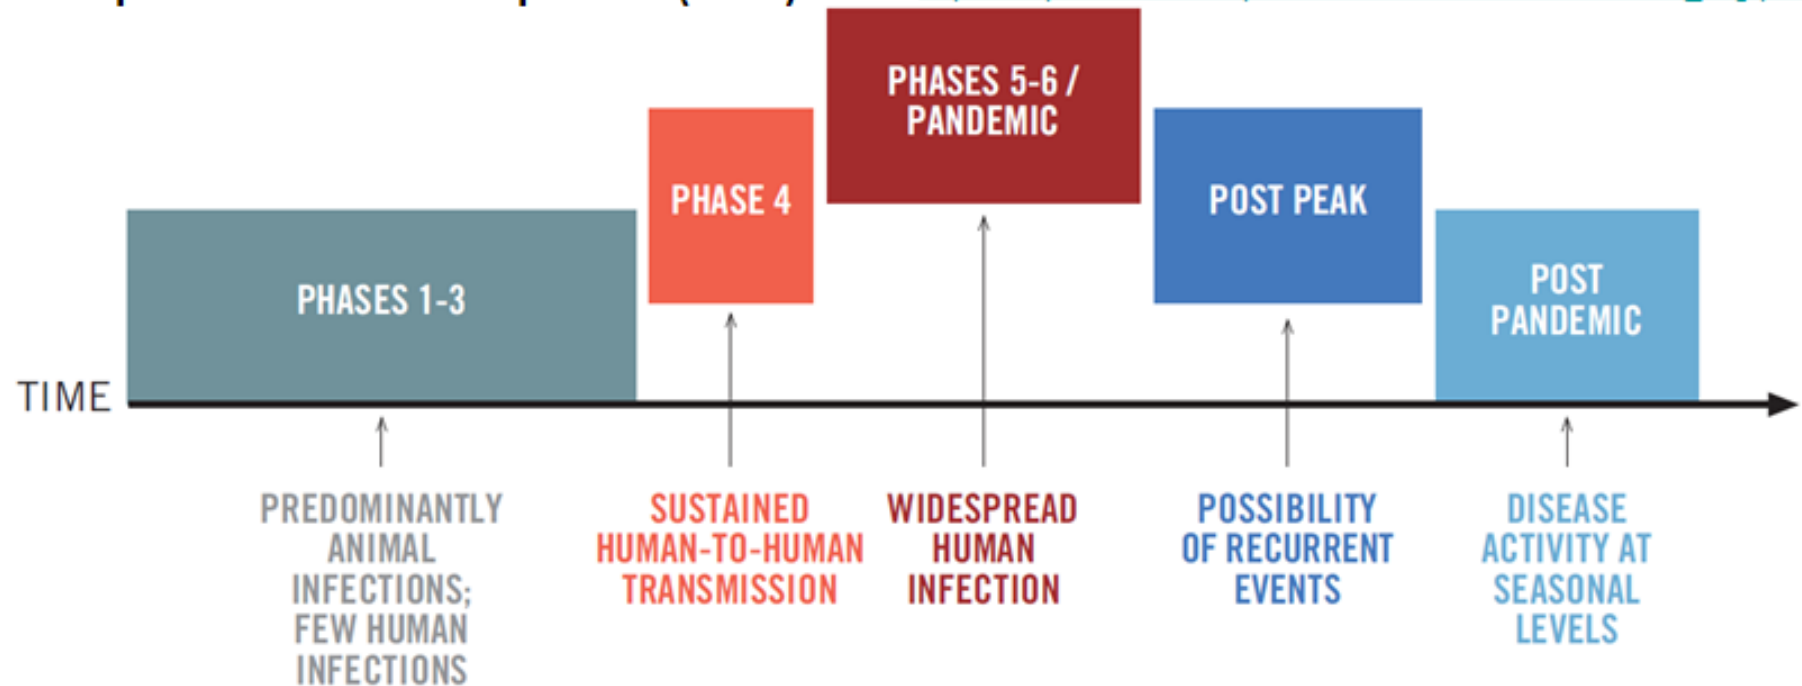 PHASES 5-6 /
PANDEMIC
PHASE 4
POST PEAK
PHASES 1-3
POST
PANDEMIC
TIME
PREDOMINANTLY
ANIMAL
INFECTIONS;
FEW HUMAN
INFECTIONS
SUSTAINED
HUMAN-TO-HUMAN
TRANSMISSION
WIDESPREAD
HUMAN
INFECTION
POSSIBILITY
OF RECURRENT
EVENTS
DISEASE
ACTIVITY AT
SEASONAL
LEVELS